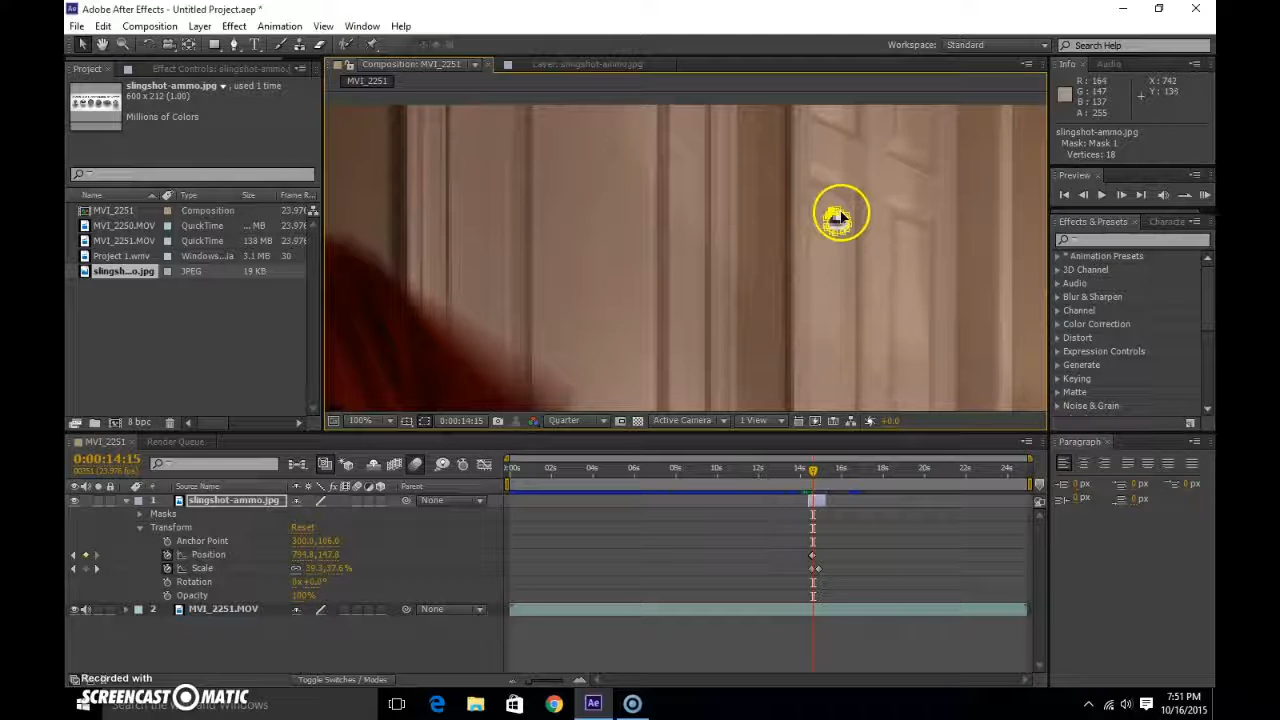 Adobe After Effects - Untitled Project.aep *
File Edit Composition Layer Effect Animation View Window Help
Workspace: Standard Search Help
Project Effect Controls: slingshot-ammo.j
Composition: MVI_2251 Layer: slingshot-ammo.jpg
Info Audio
MVI_2251
slingshot-ammo.jpg , used 1 time
600 x 212 (1.00)
Millions of Colors
R : 164
G : 147
B : 137
A : 255
X : 742
slingshot-ammo.jpg
Mask: Mask 1
Vertices: 18
Preview
Effects & Presets Characte
Name Type Size Frame R
MVI_2251 Composition 23.976
MVI_2250.MOV QuickTime ... MB 23.976
MVI_2251.MOV QuickTime 138 MB 23.976
Project 1.wmv Windows...ia 3.1 MB 30
slingsh...o.jpg JPEG 19 KB
* Animation Presets
3D Channel
Audio
Blur & Sharpen
Channel
Color Correction
Distort
Expression Controls
Generate
Keying
Matte
Noise & Grain
8 bpc
100% 0:00:14:15 Quarter Active Camera 1 View +0.0
MVI_2251 Render Queue
Paragraph
0:00:14:15
00351 (23.976 fps)
:00s 02s 04s 06s 08s 10s 12s 14s 16s 18s 20s 22s 24s
# Source Name Parent
1 slingshot-ammo.jpg None
Masks
Transform Reset
Anchor Point 300.0,106.0
Position 794.8,147.8
Scale 39.3,37.6%
Rotation 0x+0.0°
Opacity 100%
2 MVI_2251.MOV None
0 px 0 px 0 px
0 px 0 px
Toggle Switches / Modes
Recorded with
SCREENCAST MATIC
Search the web and Windows
Ae
7:51 PM
10/16/2015